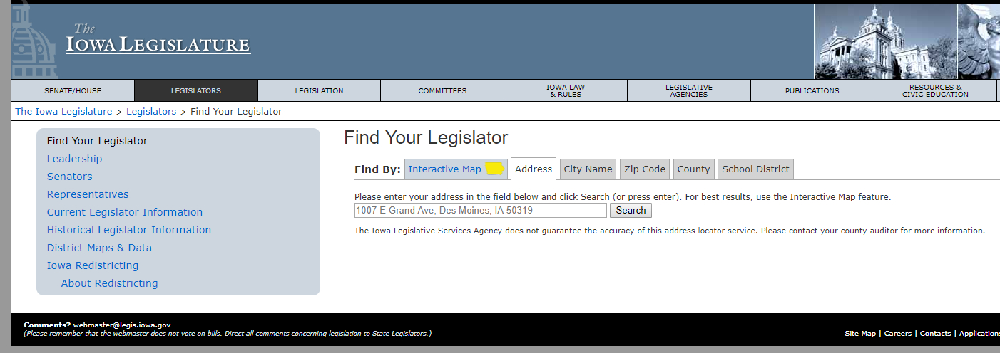 The
IOWA LEGISLATURE
SENATE/HOUSE LEGISLATORS LEGISLATION COMMITTEES IOWA LAW & RULES LEGISLATIVE AGENCIES PUBLICATIONS RESOURCES & CIVIC EDUCATION
The Iowa Legislature > Legislators > Find Your Legislator
Find Your Legislator
Leadership
Senators
Representatives
Current Legislator Information
Historical Legislator Information
District Maps & Data
Iowa Redistricting
About Redistricting
Find Your Legislator
Find By: Interactive Map Address City Name Zip Code County School District
Please enter your address in the field below and click Search (or press enter). For best results, use the Interactive Map feature.
1007 E Grand Ave, Des Moines, IA 50319 Search
The Iowa Legislative Services Agency does not guarantee the accuracy of this address locator service. Please contact your county auditor for more information.
Comments? webmaster@legis.iowa.gov
(Please remember that the webmaster does not vote on bills. Direct all comments concerning legislation to State Legislators.)
Site Map | Careers | Contacts | Applications